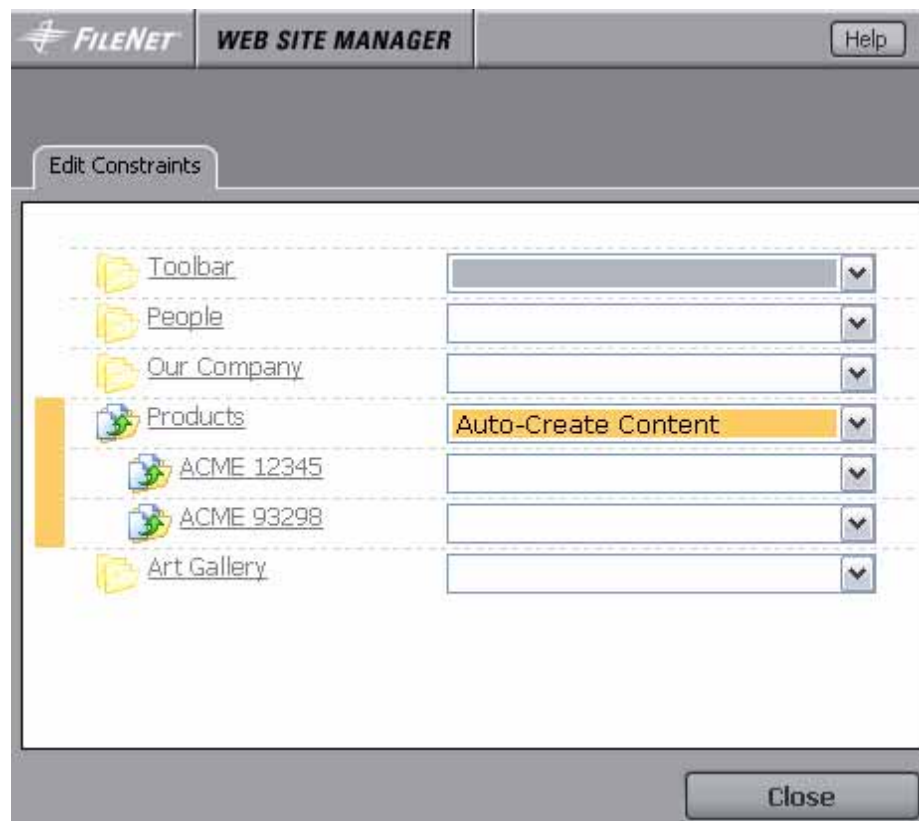 FILENET WEB SITE MANAGER Help
Edit Constraints
Toolbar
People
Our Company
Products Auto-Create Content
ACME 12345
ACME 93298
Art Gallery
Close